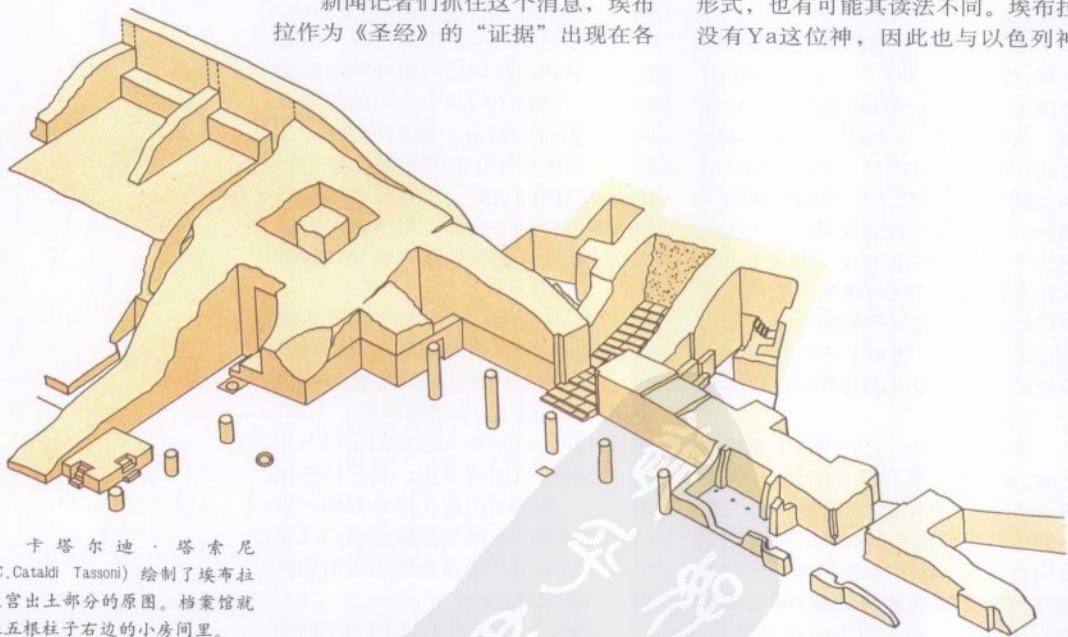 新闻记者们抓住这个消息，埃布
拉作为《圣经》的“证据”出现在各
形式，也有可能其读法不同。埃布拉
没有Ya这位神，因此也与以色列神
卡塔尔迪·塔索尼
C.Cataldi Tassoni) 绘制了埃布拉
宫出土部分的原图。档案馆就
五根柱子右边的小房间里。